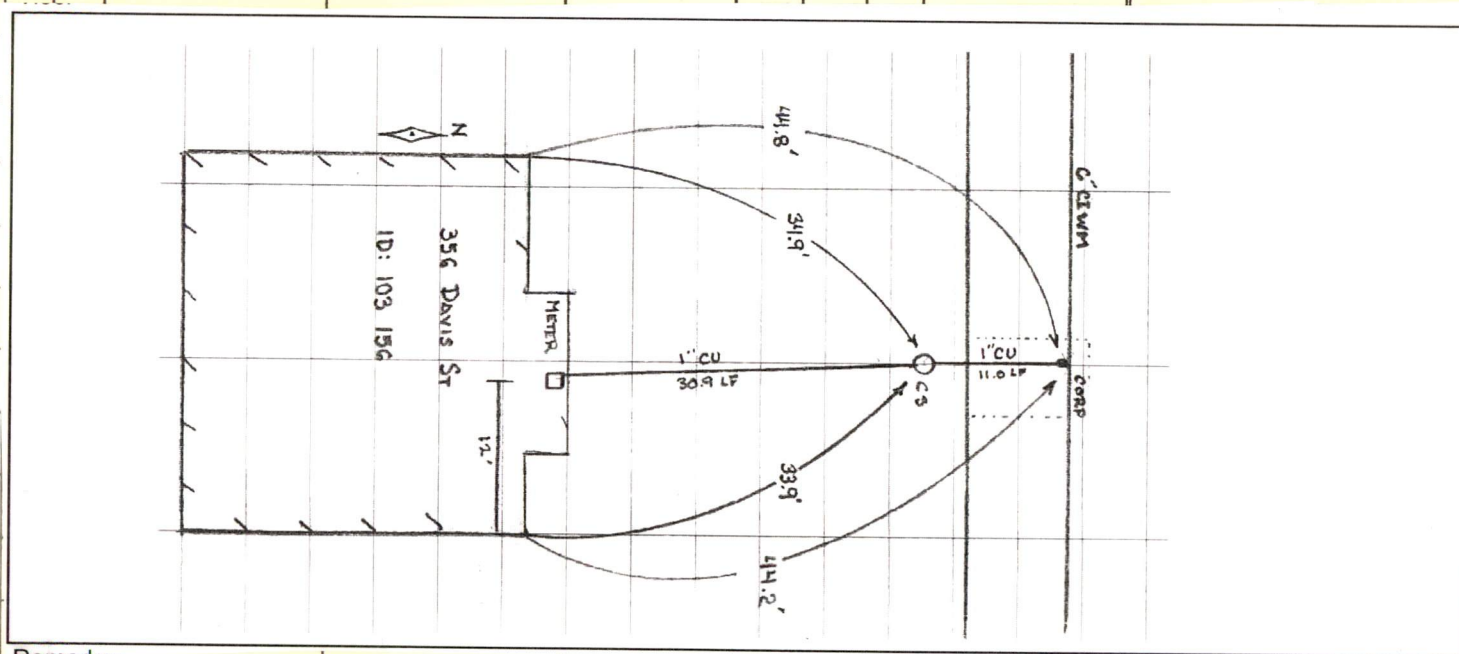 N
44.8'
6" CIWM
34.9'
356 DAVIS ST
ID: 103 156
METER
1" CU
30.9 LF
1" CU
11.0 LF
CS
CORP
12'
33.9'
44.2'